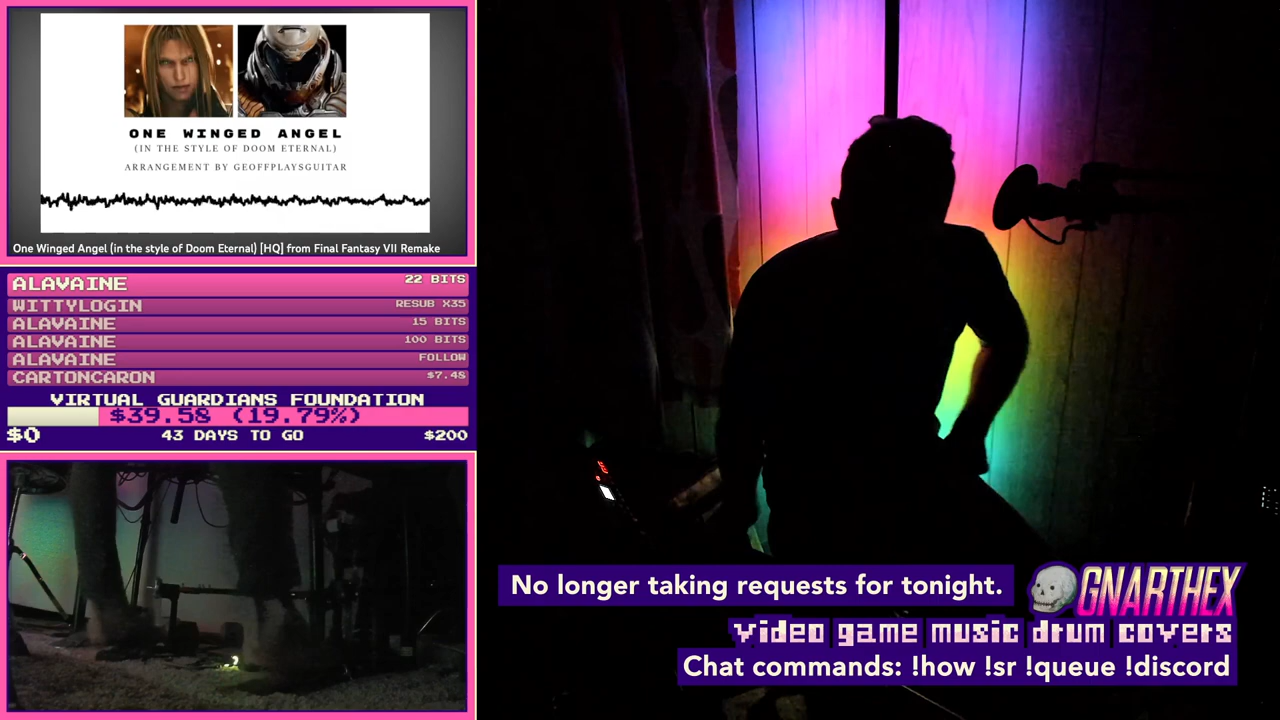 ONE WINGED ANGEL
(IN THE STYLE OF DOOM ETERNAL)
ARRANGEMENT BY GEOFFPLAYSGUITAR
One Winged Angel (in the style of Doom Eternal) [HQ] from Final Fantasy VII Remake
ALAVAINE 22 BITS
WITTYLOGIN RESUB X35
ALAVAINE 15 BITS
ALAVAINE 100 BITS
ALAVAINE FOLLOW
CARTONCARON $7.48
VIRTUAL GUARDIANS FOUNDATION
$39.58 (19.79%)
$0 43 DAYS TO GO $200
No longer taking requests for tonight.
GNARTHEX
video game music drum covers
Chat commands: !how !sr !queue !discord